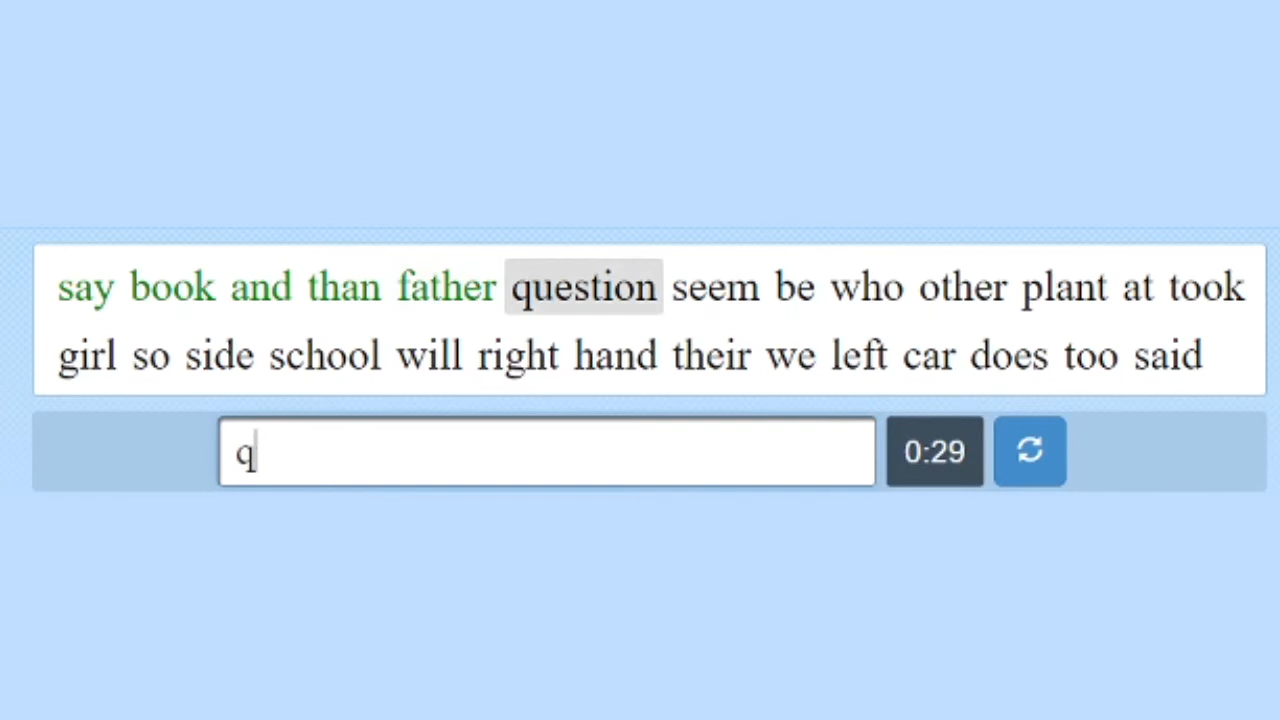 say book and than father question seem be who other plant at took
girl so side school will right hand their we left car does too said
q 0:29